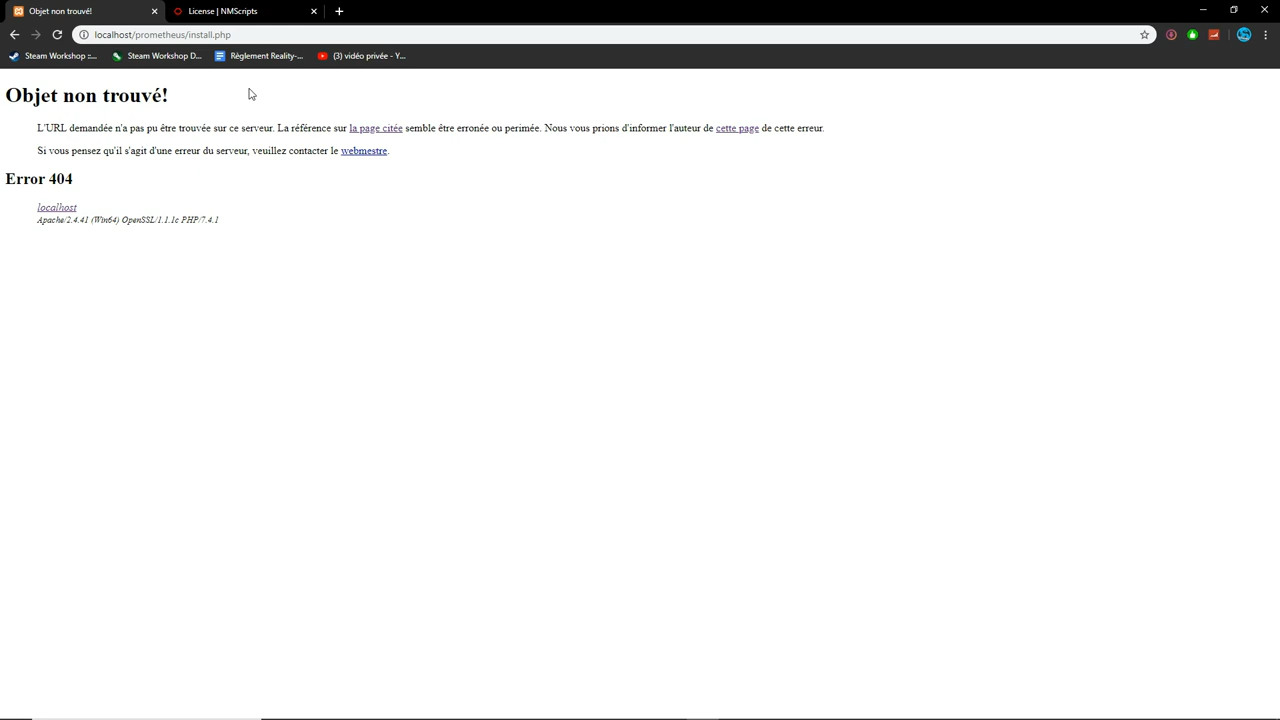 Objet non trouvé!
License | NMScripts
localhost/prometheus/install.php
Steam Workshop ::...
Steam Workshop D...
Règlement Reality-...
(3) vidéo privée - Y...
Objet non trouvé!
L'URL demandée n'a pas pu être trouvée sur ce serveur. La référence sur la page citée semble être erronée ou perimée. Nous vous prions d'informer l'auteur de cette page de cette erreur.
Si vous pensez qu'il s'agit d'une erreur du serveur, veuillez contacter le webmestre.
Error 404
localhost
Apache/2.4.41 (Win64) OpenSSL/1.1.1c PHP/7.4.1